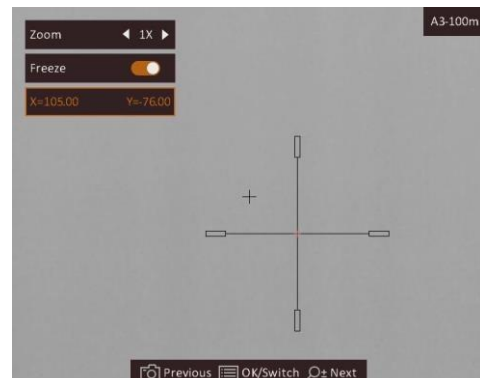 A3-100m
Zoom 1X
Freeze
X=105.00 Y=-76.00
Previous OK/Switch Next